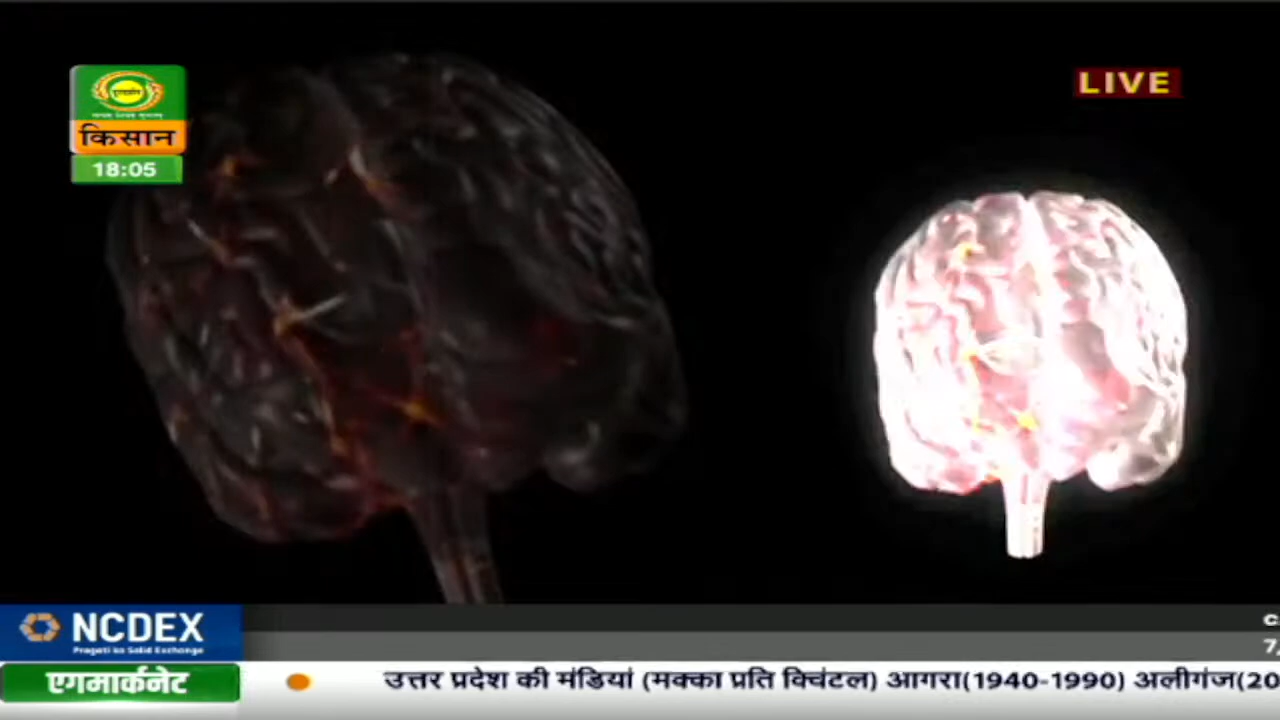 LIVE
किसान
18:05
NCDEX
Pragati ka Solid Exchange
7,
एगमार्कनेट
उत्तर प्रदेश की मंडियां (मक्का प्रति क्विंटल) आगरा(1940-1990) अलीगंज(20